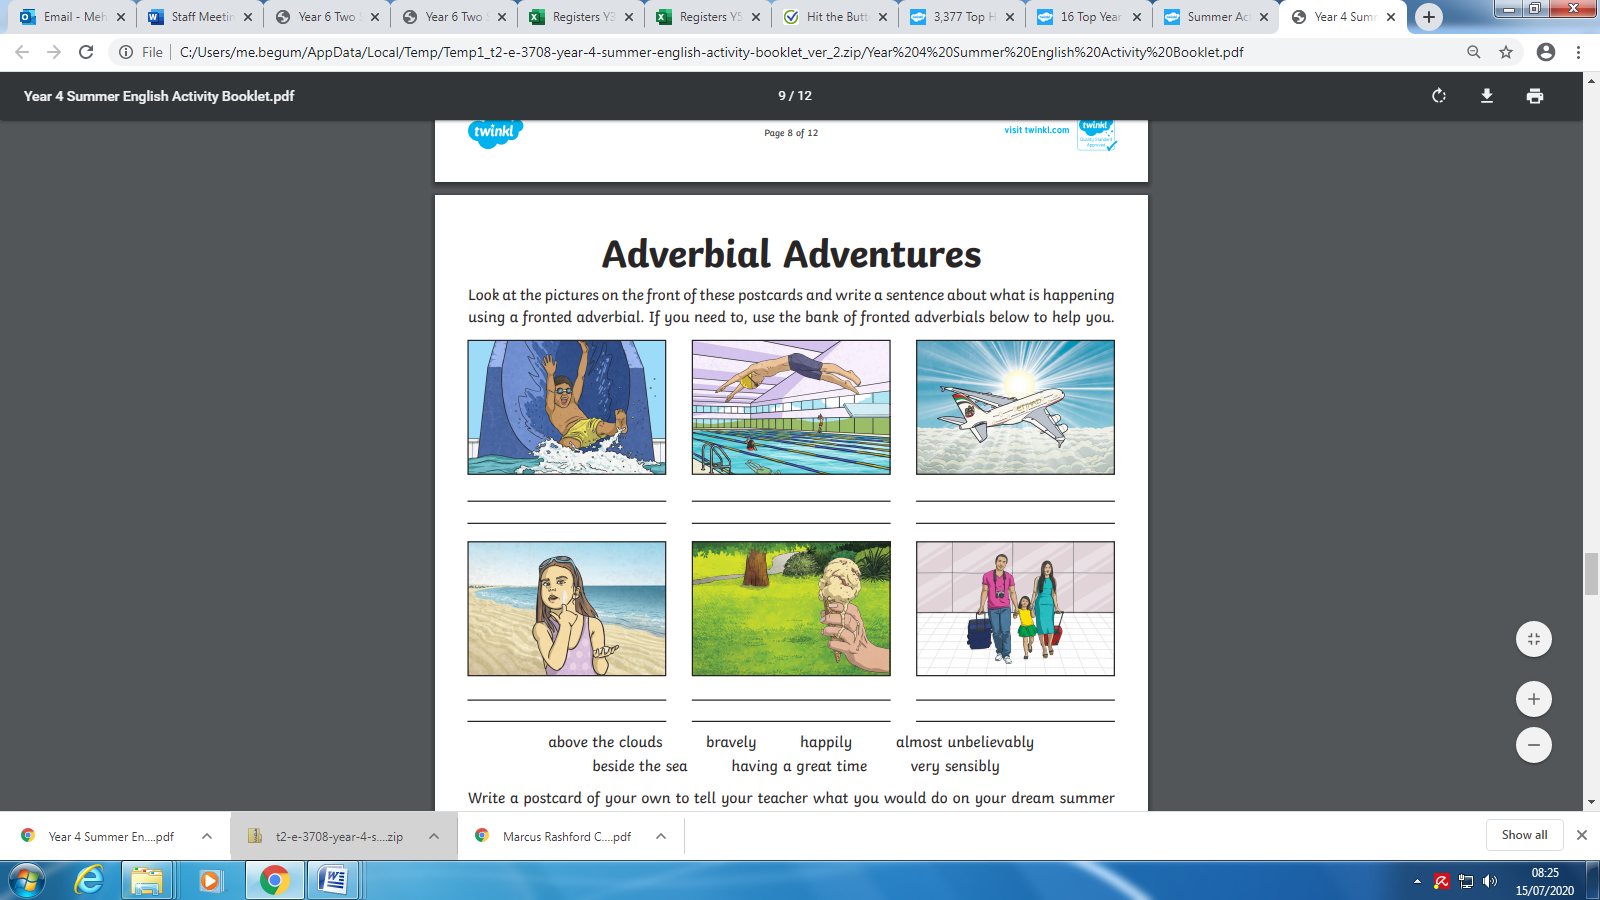 Email - Meh
Staff Meetin
Year 6 Two S
Year 6 Two S
Registers Y3
Registers Y5
Hit the Butt
3,377 Top H
16 Top Year
Summer Act
Year 4 Sum
File
C:/Users/me.begum/AppData/Local/Temp/Temp1_t2-e-3708-year-4-summer-english-activity-booklet_ver_2.zip/Year%204%20Summer%20English%20Activity%20Booklet.pdf
Year 4 Summer English Activity Booklet.pdf
9 / 12
twinkl
Page 8 of 12
visit twinkl.com
twinkl
Quality Standard
Approved
Adverbial Adventures
Look at the pictures on the front of these postcards and write a sentence about what is happening
using a fronted adverbial. If you need to, use the bank of fronted adverbials below to help you.
above the clouds bravely happily almost unbelievably
beside the sea having a great time very sensibly
Write a postcard of your own to tell your teacher what you would do on your dream summer
Year 4 Summer En....pdf
t2-e-3708-year-4-s....zip
Marcus Rashford C....pdf
Show all
08:25
15/07/2020